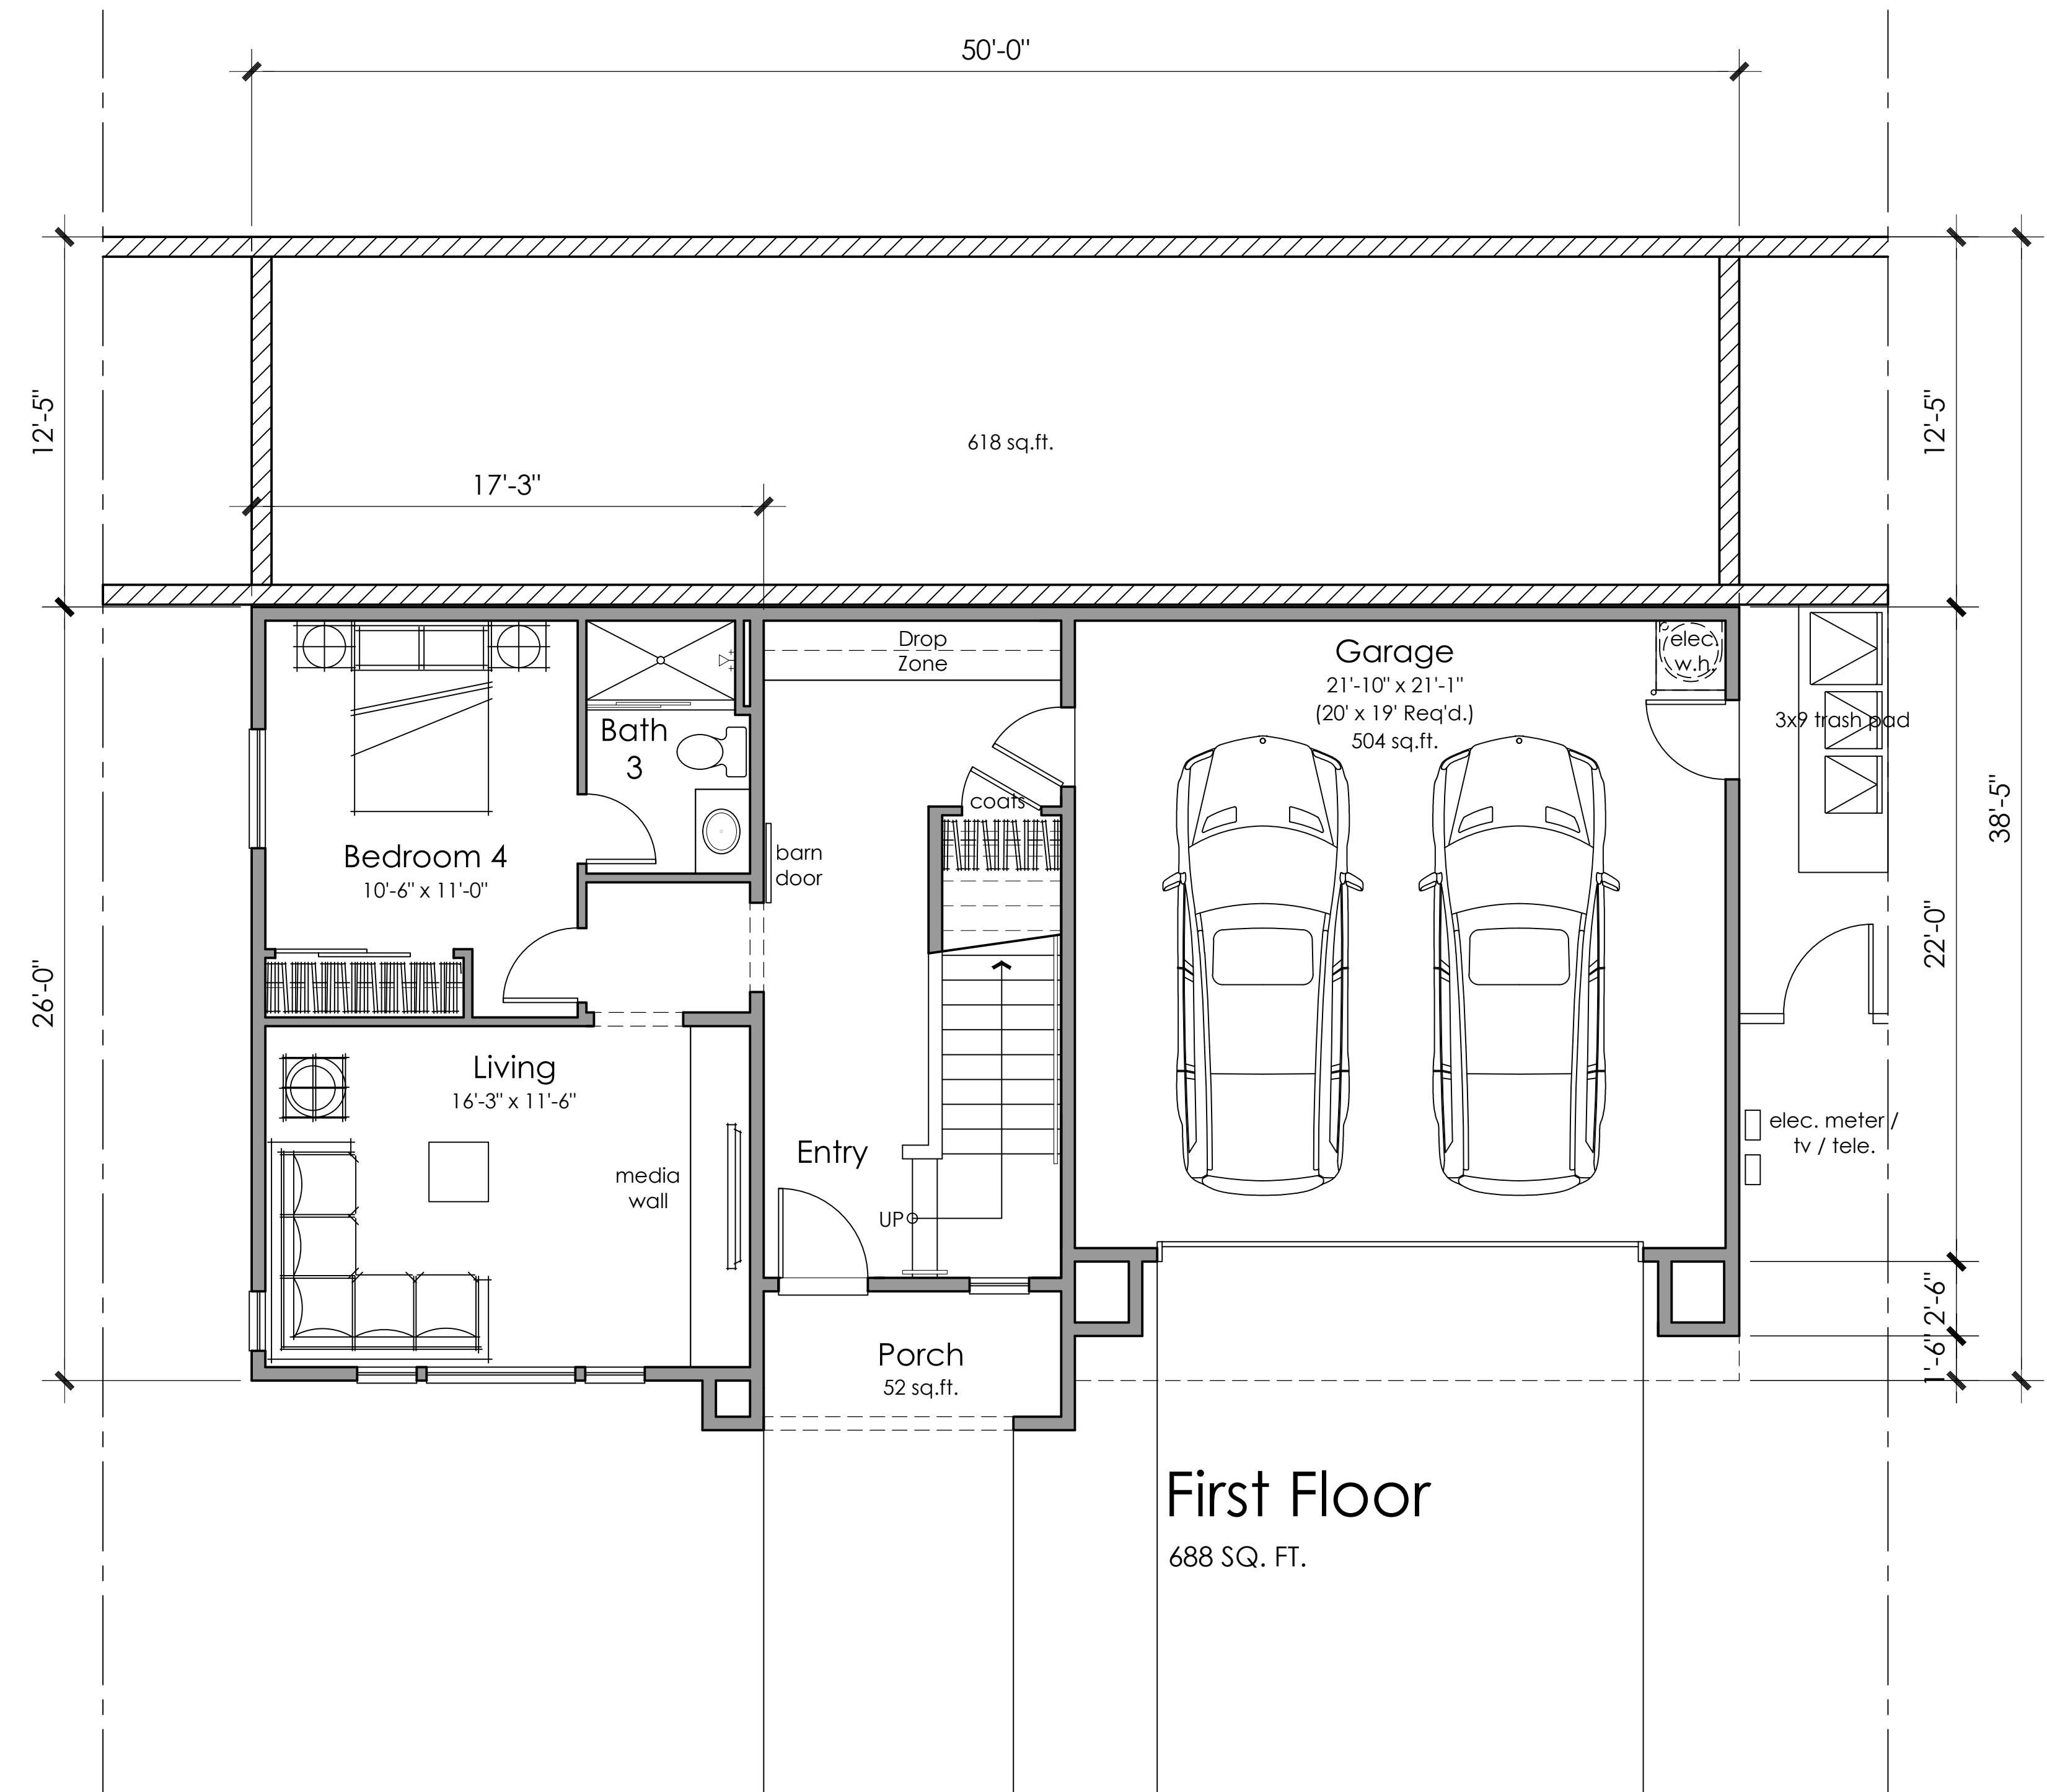 50'-0"
12'-5"
12'-5"
618 sq.ft.
17'-3"
Drop
Zone
Garage
21'-10" x 21'-1"
(20' x 19' Req'd.)
504 sq.ft.
elec.
w.h.
3x9 trash pad
Bath
3
coats
38'-5"
barn
door
Bedroom 4
10'-6" x 11'-0"
22'-0"
26'-0"
Living
16'-3" x 11'-6"
elec. meter /
tv / tele.
Entry
media
wall
UP
2'-6"
1'-6"
Porch
52 sq.ft.
First Floor
688 SQ. FT.